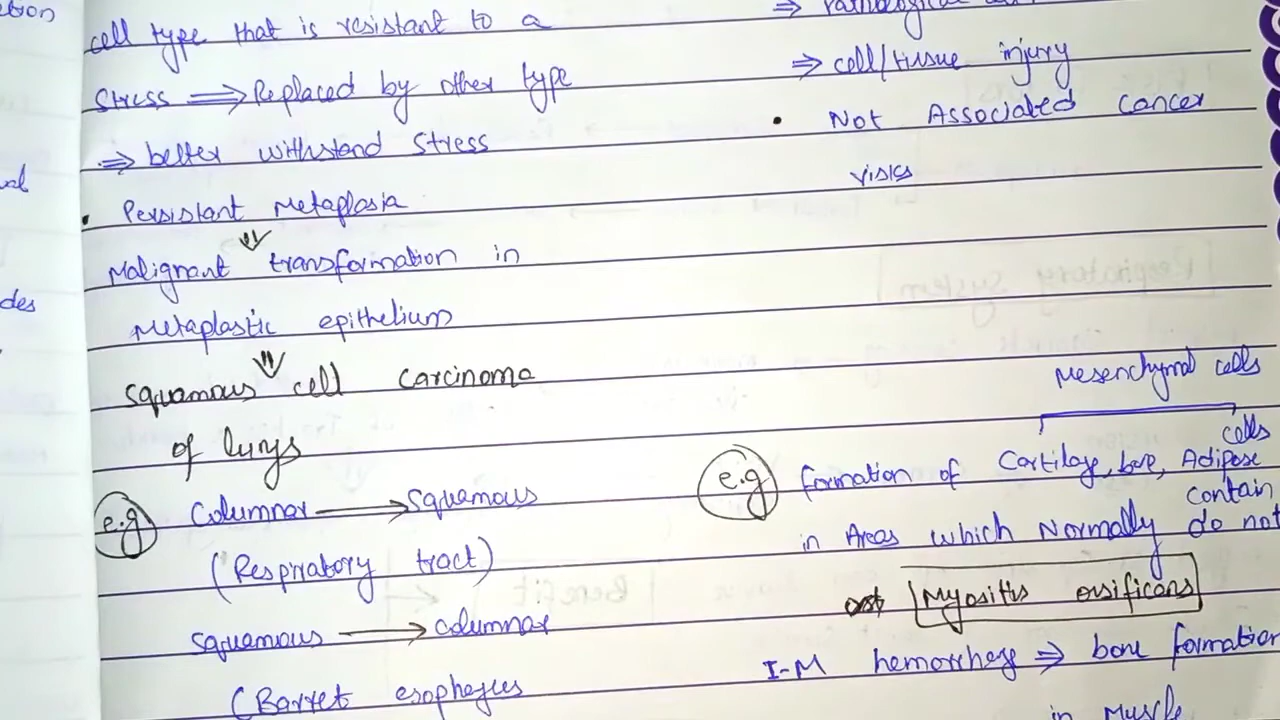 cell type that is resistant to a
Stress ⇒ Replaced by other type
⇒ better withstand Stress
• Persistant Metaplasia
⇓
Malignant transformation in
Metaplastic epithelium
⇓
Squamous cell Carcinoma
of lungs
e.g Columnar → Squamous
(Respiratory tract)
Squamous → columnar
(Barret esophagus
⇒ cell/tissue injury
• Not Associated Cancer
risks
Mesenchymal cells
cells
e.g formation of Cartilage, bone, Adipose
contain
in Areas which Normally do not
Myositis ossificans
I-M hemorrhage ⇒ bone formation
in Muscle
des